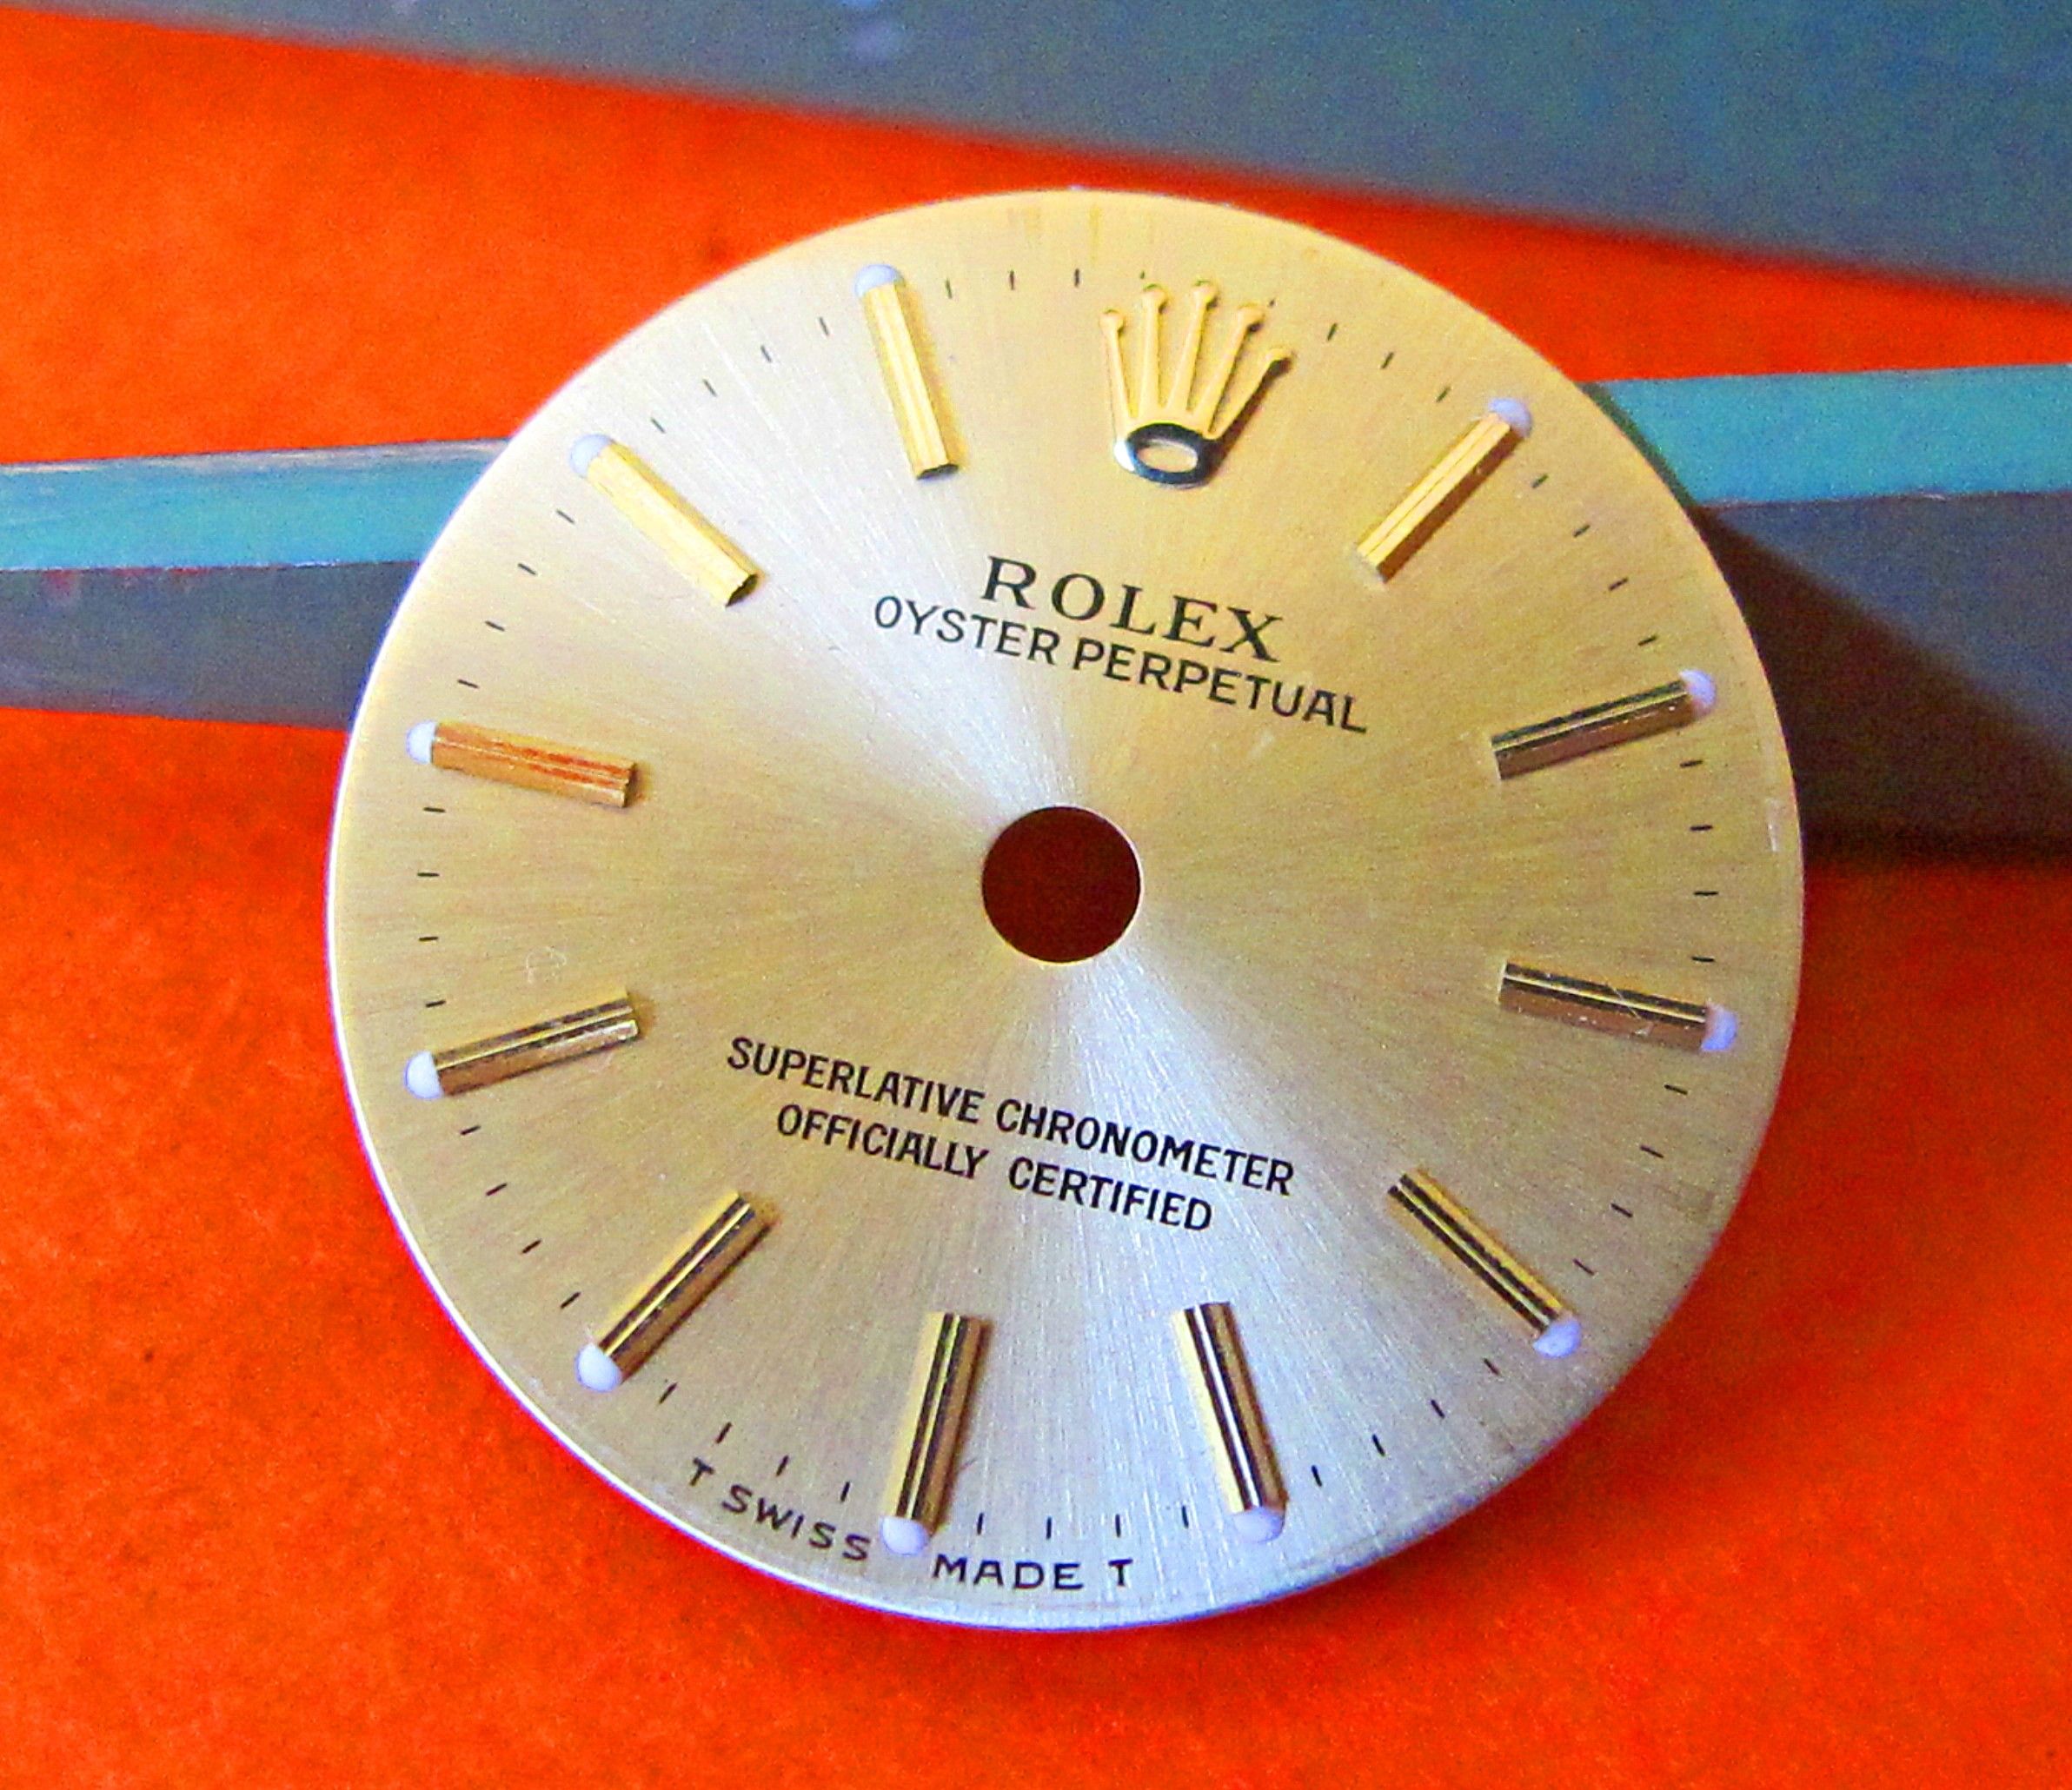 ROLEX
OYSTER PERPETUAL
SUPERLATIVE CHRONOMETER
OFFICIALLY CERTIFIED
T SWISS MADE T